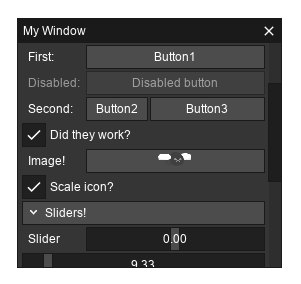 My Window
First: Button1
Disabled: Disabled button
Second: Button2 Button3
Did they work?
Image!
Scale icon?
Sliders!
Slider 0.00
9.33